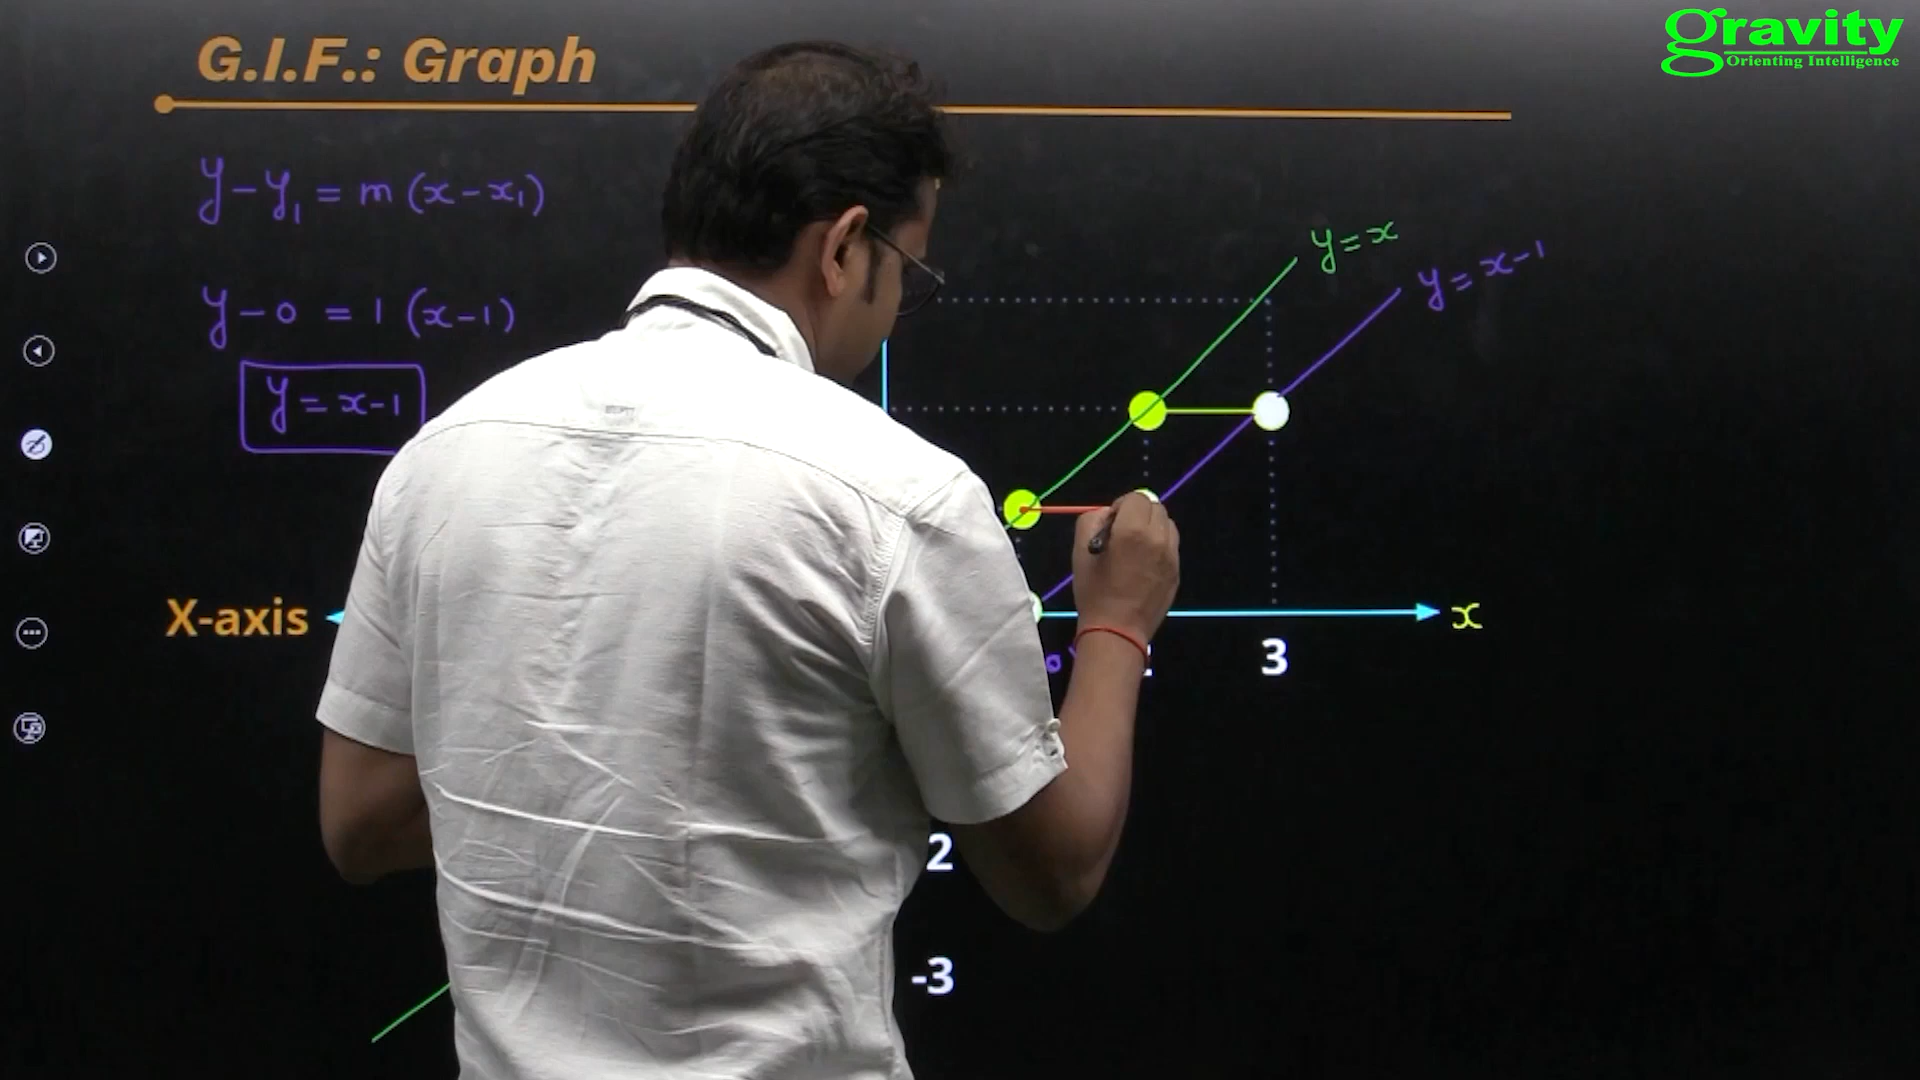 gravity
Orienting Intelligence
G.I.F.: Graph
y-y₁ = m (x-x₁)
y-0 = 1 (x-1)
y = x-1
y = x
y = x-1
X-axis
x
3
2
-3